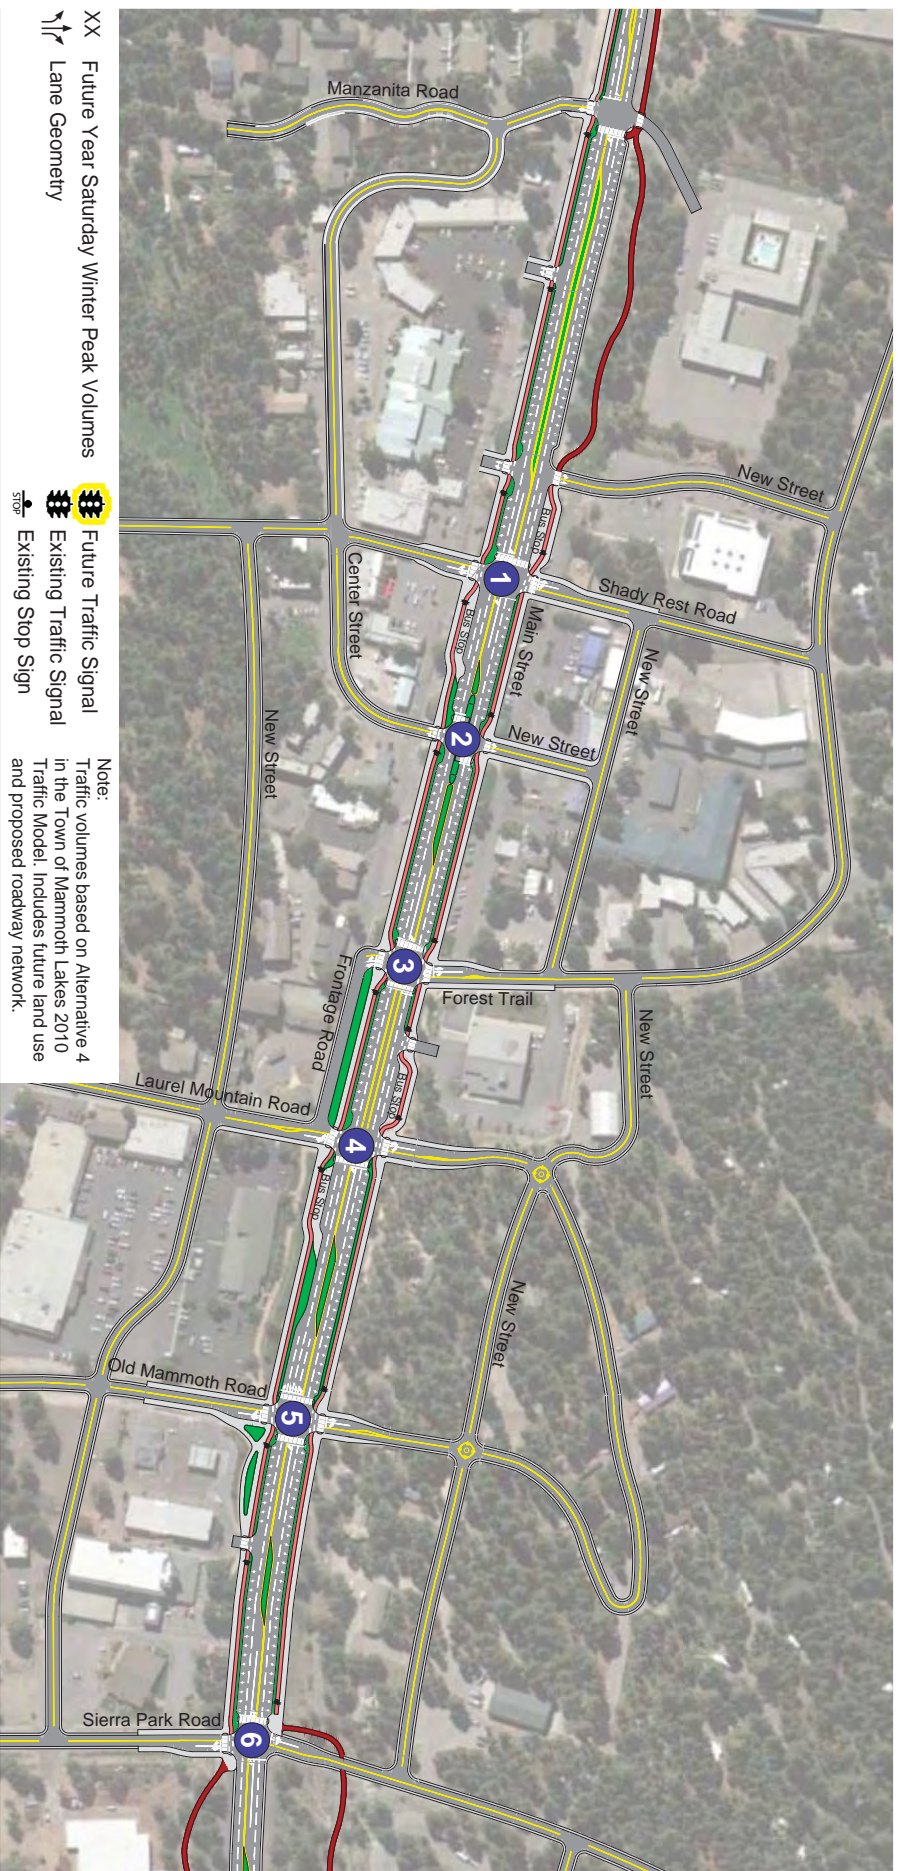 Manzanita Road
New Street
Shady Rest Road
Bus Stop
Main Street
Center Street
Bus Stop
New Street
New Street
New Street
1
2
3
4
5
6
Forest Trail
Frontage Road
New Street
Bus Stop
Laurel Mountain Road
Bus Stop
New Street
Old Mammoth Road
Sierra Park Road
XX Future Year Saturday Winter Peak Volumes
Lane Geometry
Future Traffic Signal
Existing Traffic Signal
STOP Existing Stop Sign
Note:
Traffic volumes based on Alternative 4
in the Town of Mammoth Lakes 2010
Traffic Model. Includes future land use
and proposed roadway network.